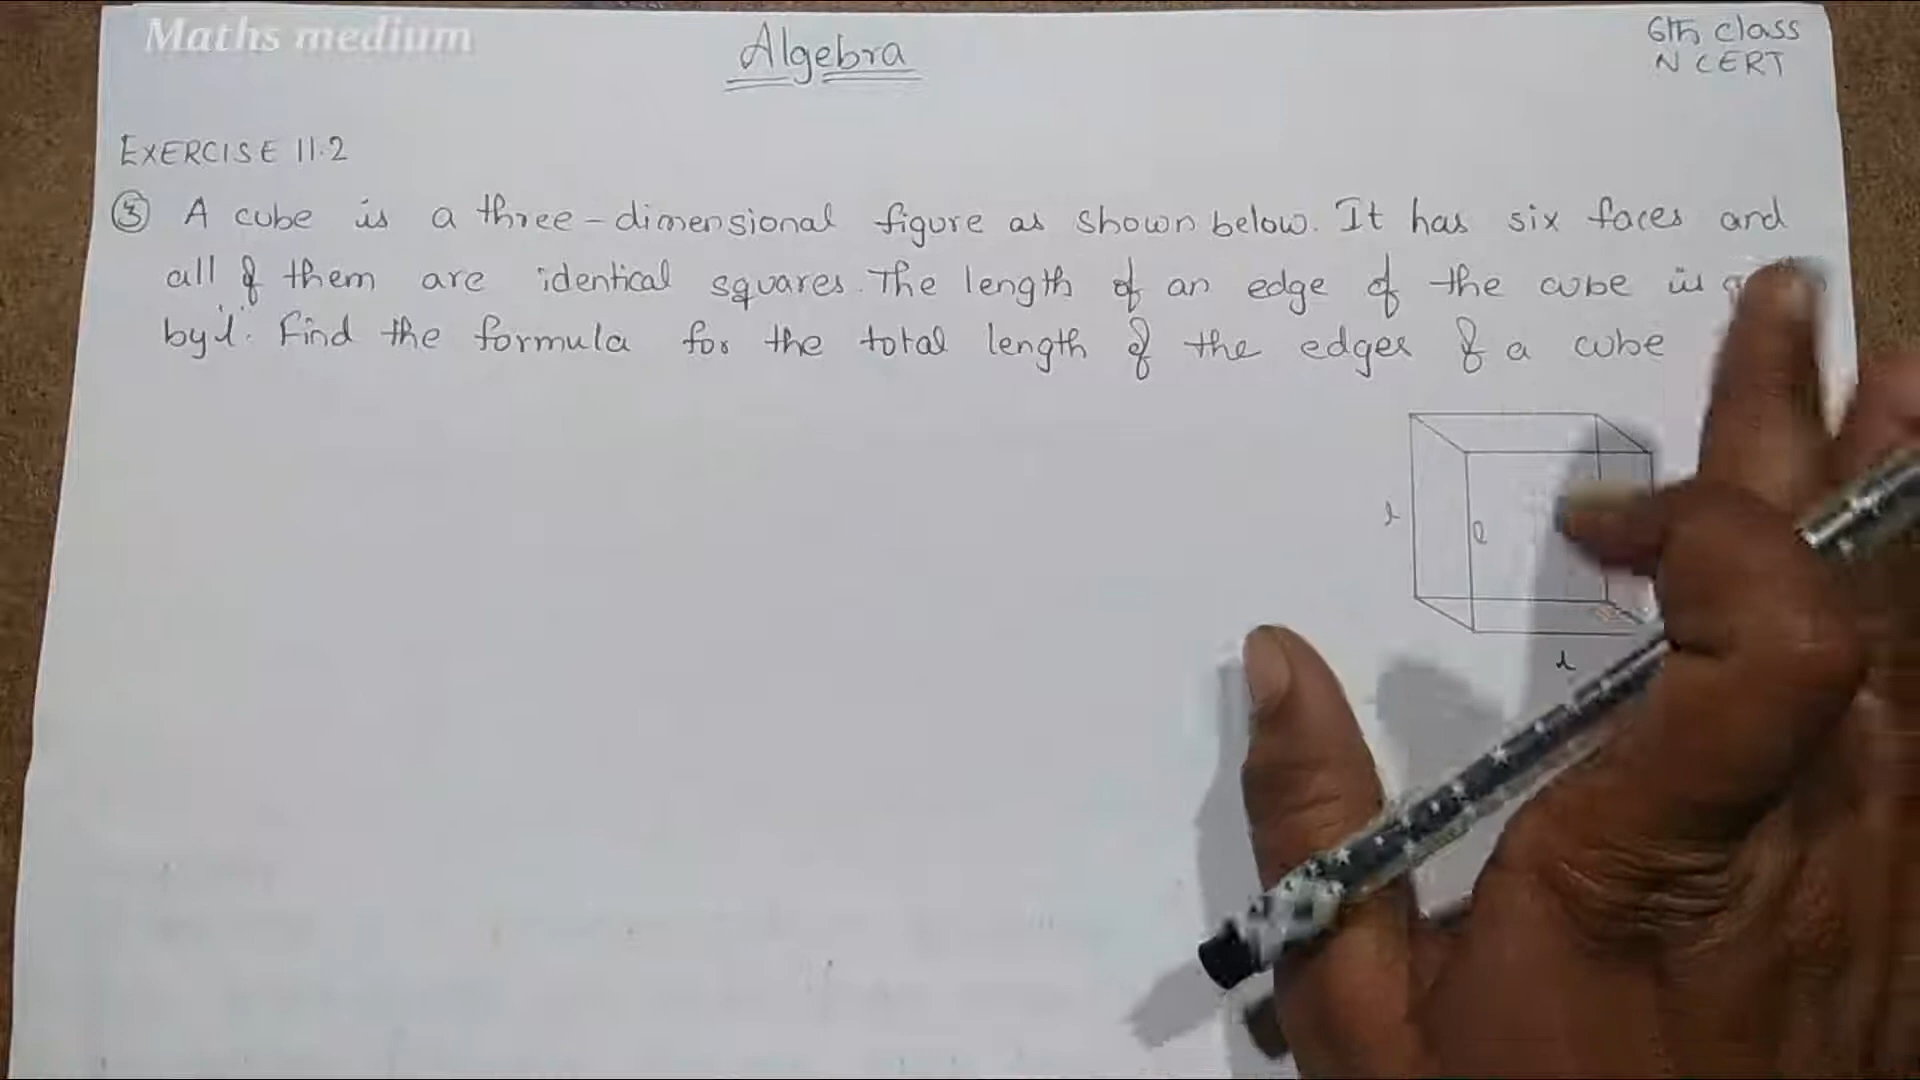 Maths medium
Algebra
6th class
NCERT
EXERCISE 11.2
③ A cube is a three-dimensional figure as shown below. It has six faces and
all of them are identical squares. The length of an edge of the cube is
by 'l'. Find the formula for the total length of the edges of a cube
l
l
l